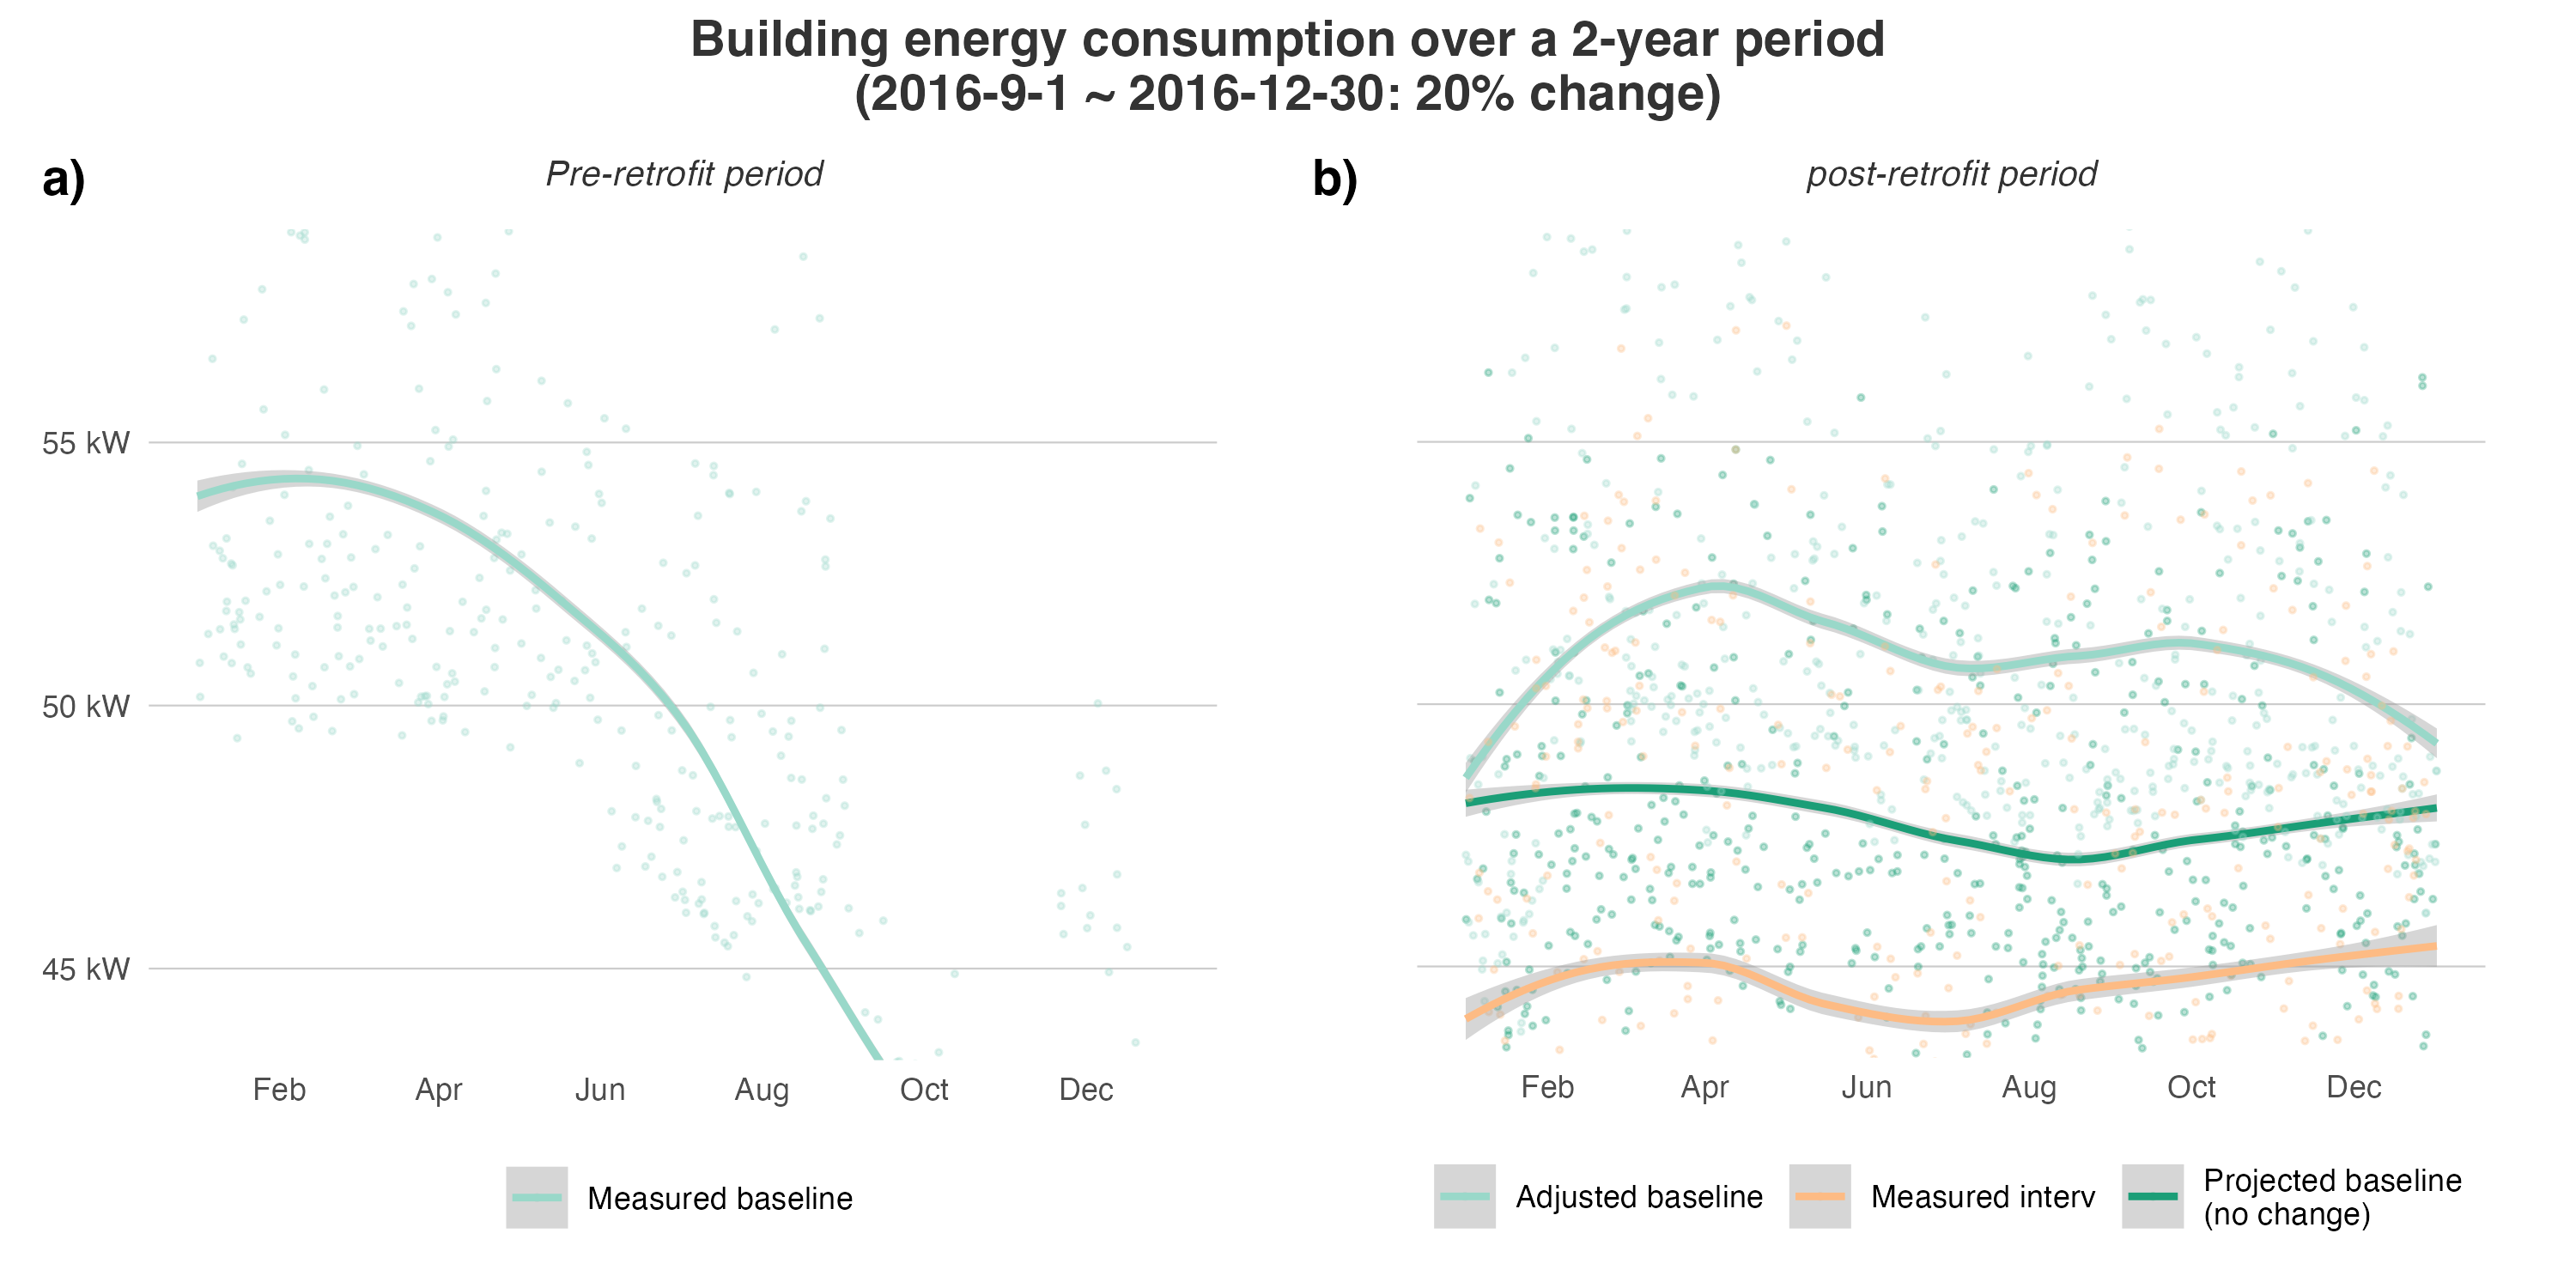 Building energy consumption over a 2-year period
(2016-9-1 ~ 2016-12-30: 20% change)
a)
Pre-retrofit period
55 kW
50 kW
45 kW
Feb Apr Jun Aug Oct Dec
Measured baseline
b)
post-retrofit period
Feb Apr Jun Aug Oct Dec
Adjusted baseline
Measured interv
Projected baseline
(no change)